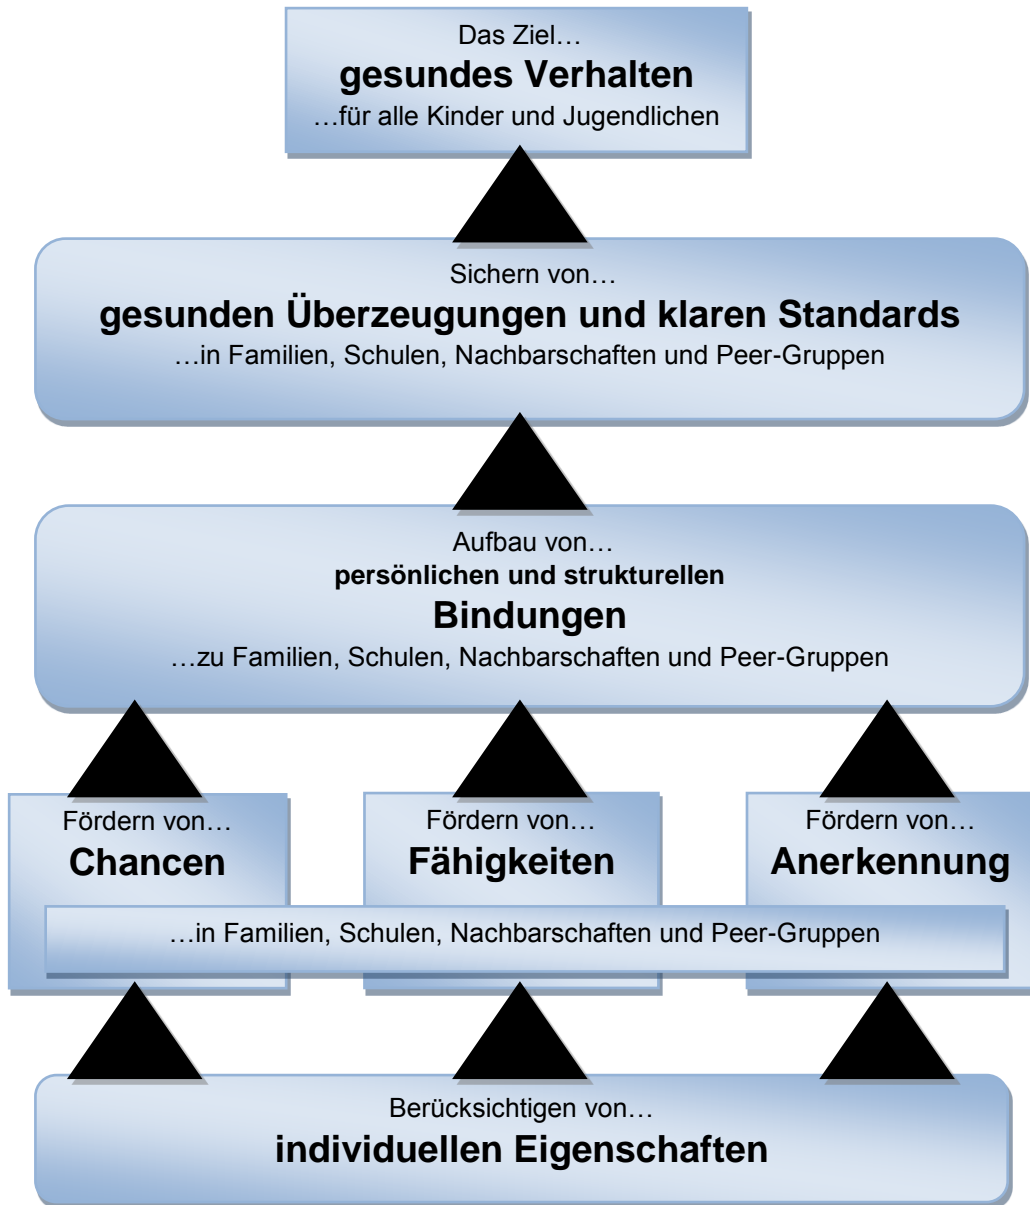 Das Ziel…
gesundes Verhalten
…für alle Kinder und Jugendlichen
Sichern von…
gesunden Überzeugungen und klaren Standards
…in Familien, Schulen, Nachbarschaften und Peer-Gruppen
Aufbau von…
persönlichen und strukturellen
Bindungen
…zu Familien, Schulen, Nachbarschaften und Peer-Gruppen
Fördern von…
Chancen
Fördern von…
Fähigkeiten
Fördern von…
Anerkennung
…in Familien, Schulen, Nachbarschaften und Peer-Gruppen
Berücksichtigen von…
individuellen Eigenschaften